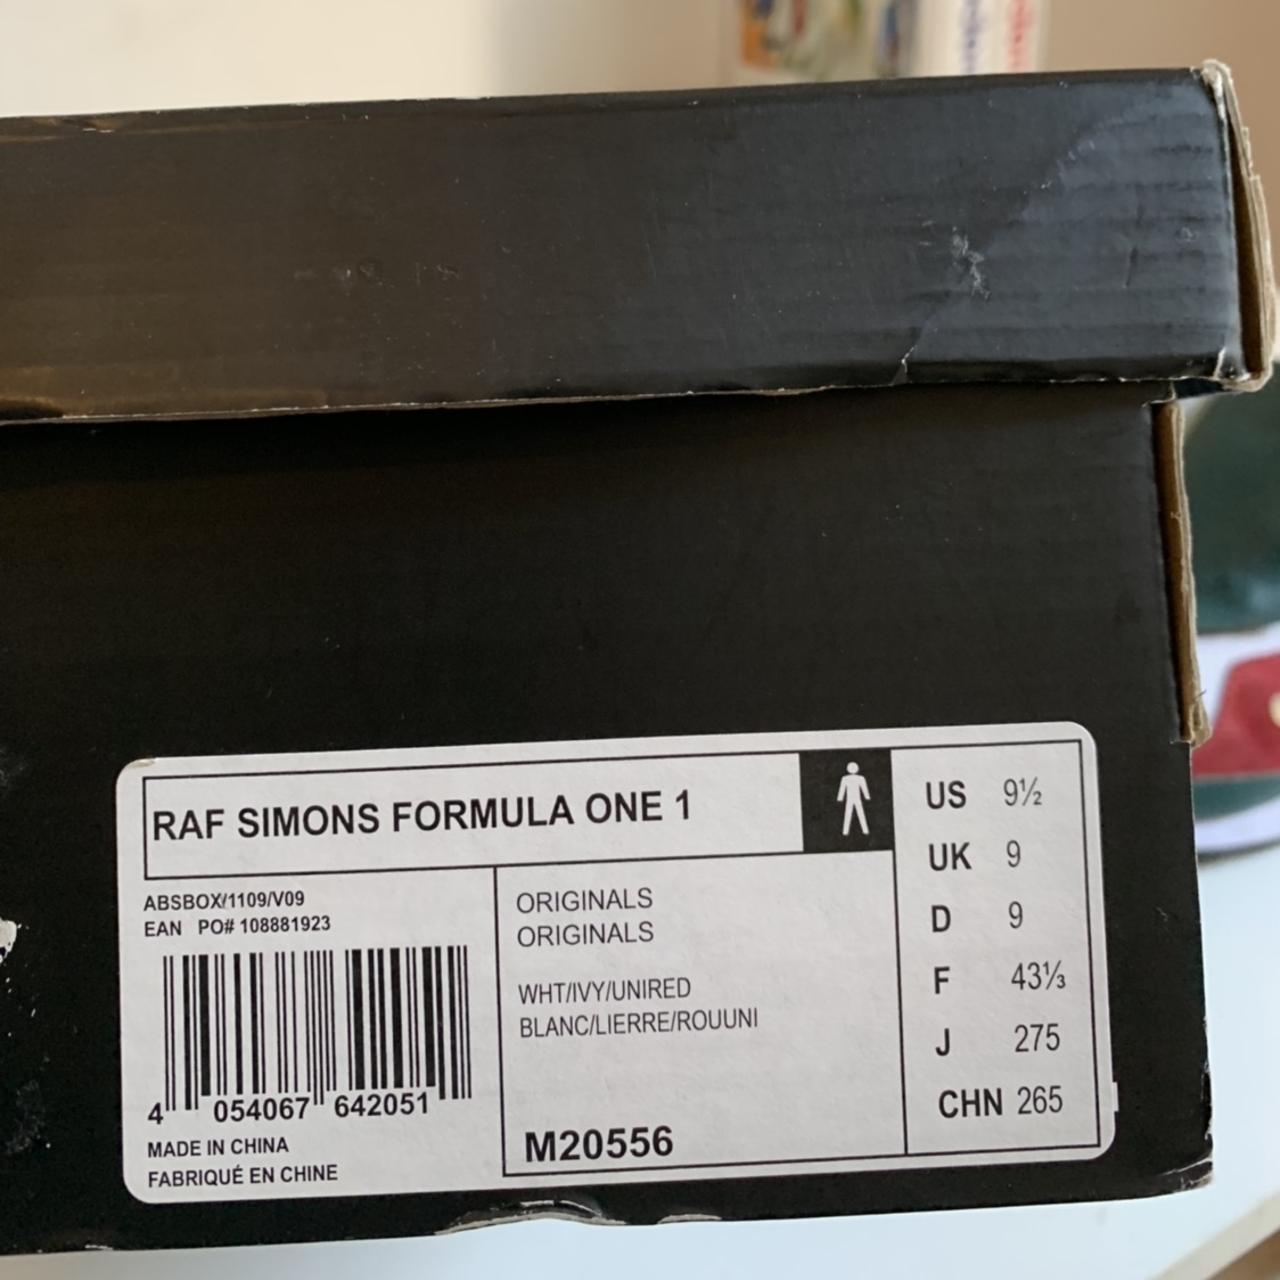 RAF SIMONS FORMULA ONE 1
ABSBOX/1109/V09
EAN PO# 108881923
4 054067 642051
MADE IN CHINA
FABRIQUÉ EN CHINE
ORIGINALS
ORIGINALS
WHT/IVY/UNIRED
BLANC/LIERRE/ROUUNI
M20556
US 9½
UK 9
D 9
F 43⅓
J 275
CHN 265